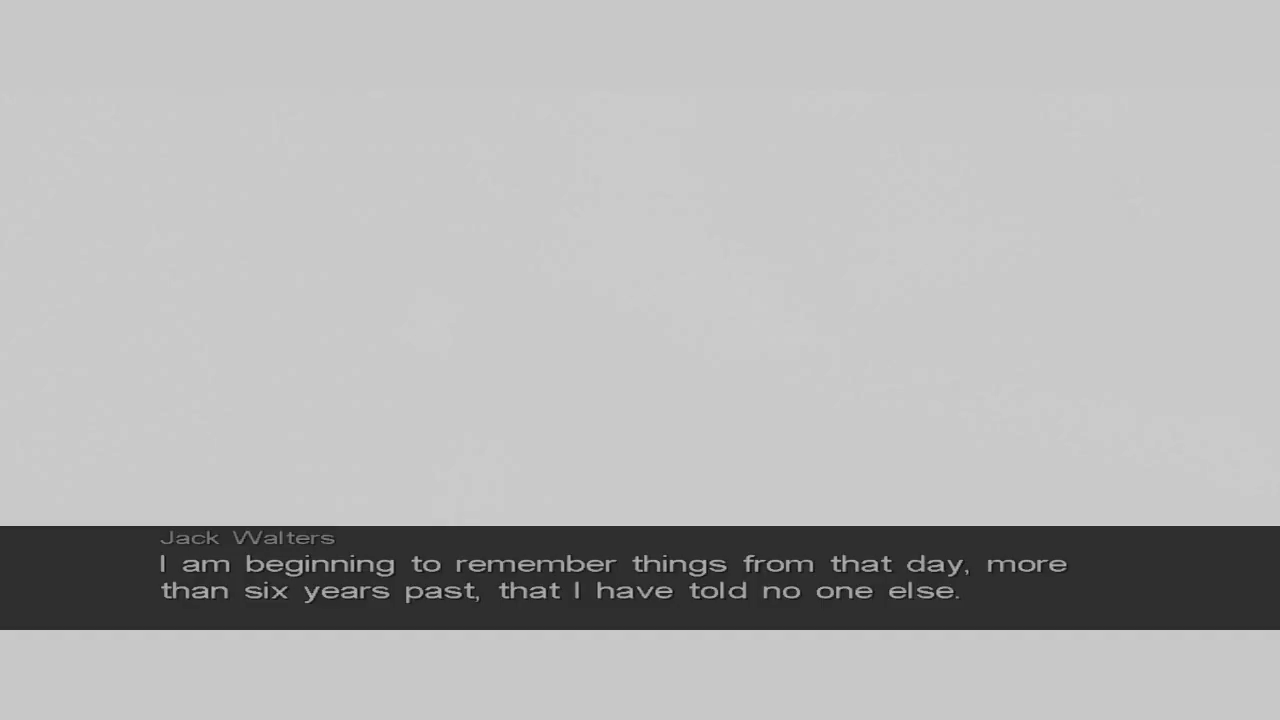 Jack Walters
I am beginning to remember things from that day, more
than six years past, that I have told no one else.